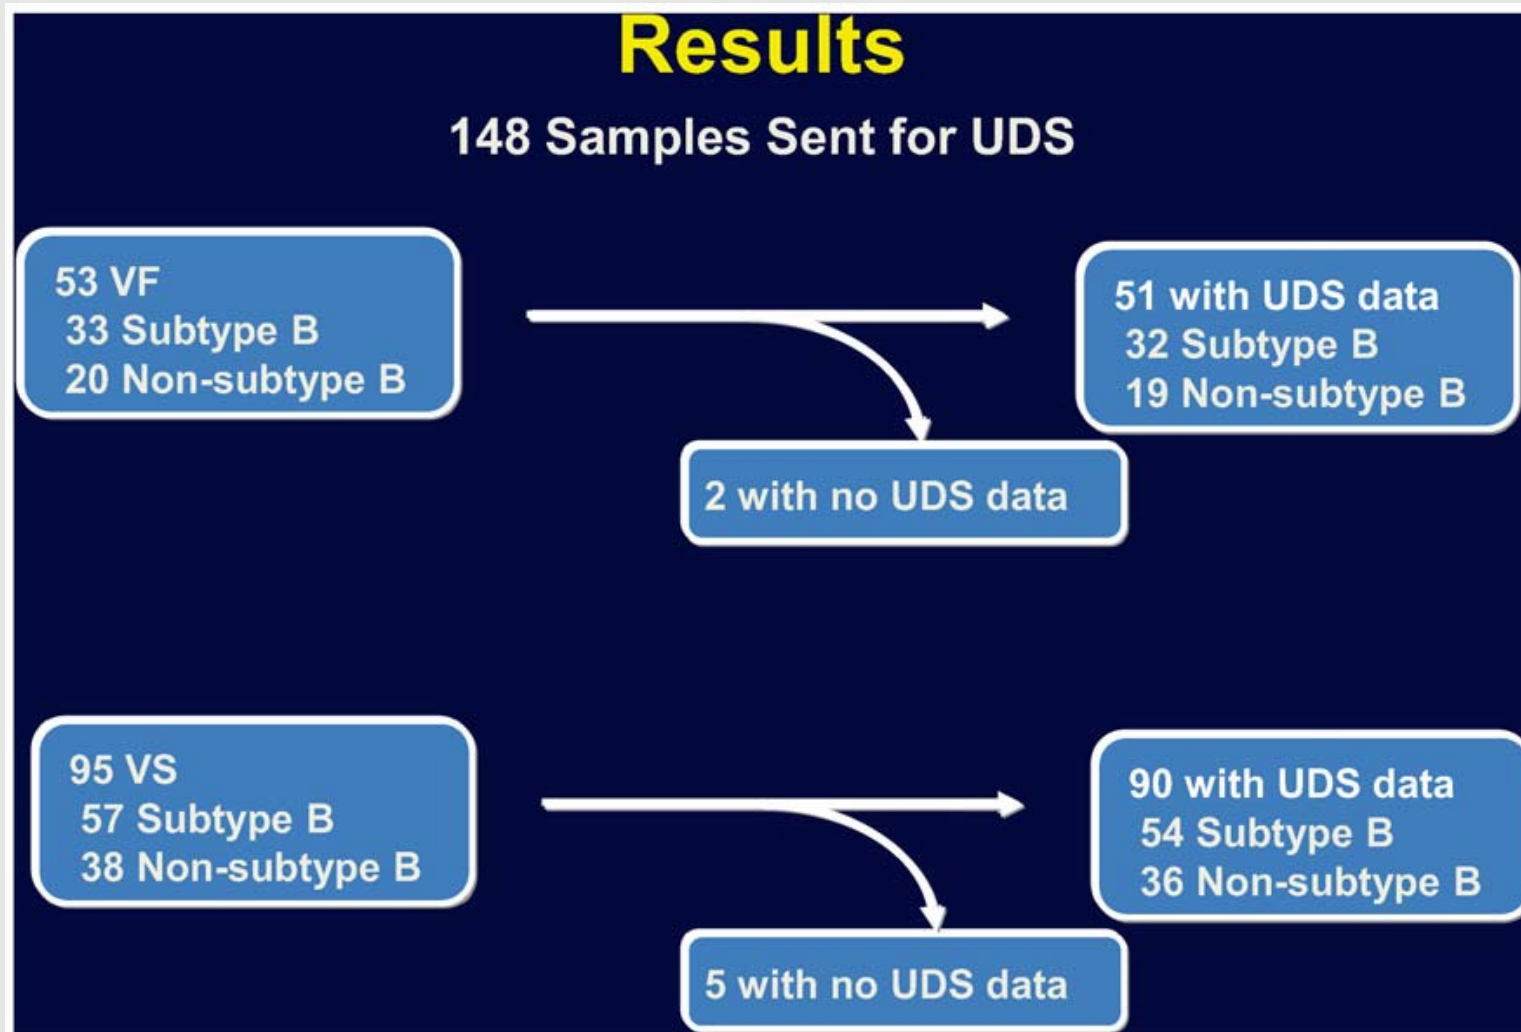 Results
148 Samples Sent for UDS
53 VF
33 Subtype B
20 Non-subtype B
51 with UDS data
32 Subtype B
19 Non-subtype B
2 with no UDS data
95 VS
57 Subtype B
38 Non-subtype B
90 with UDS data
54 Subtype B
36 Non-subtype B
5 with no UDS data